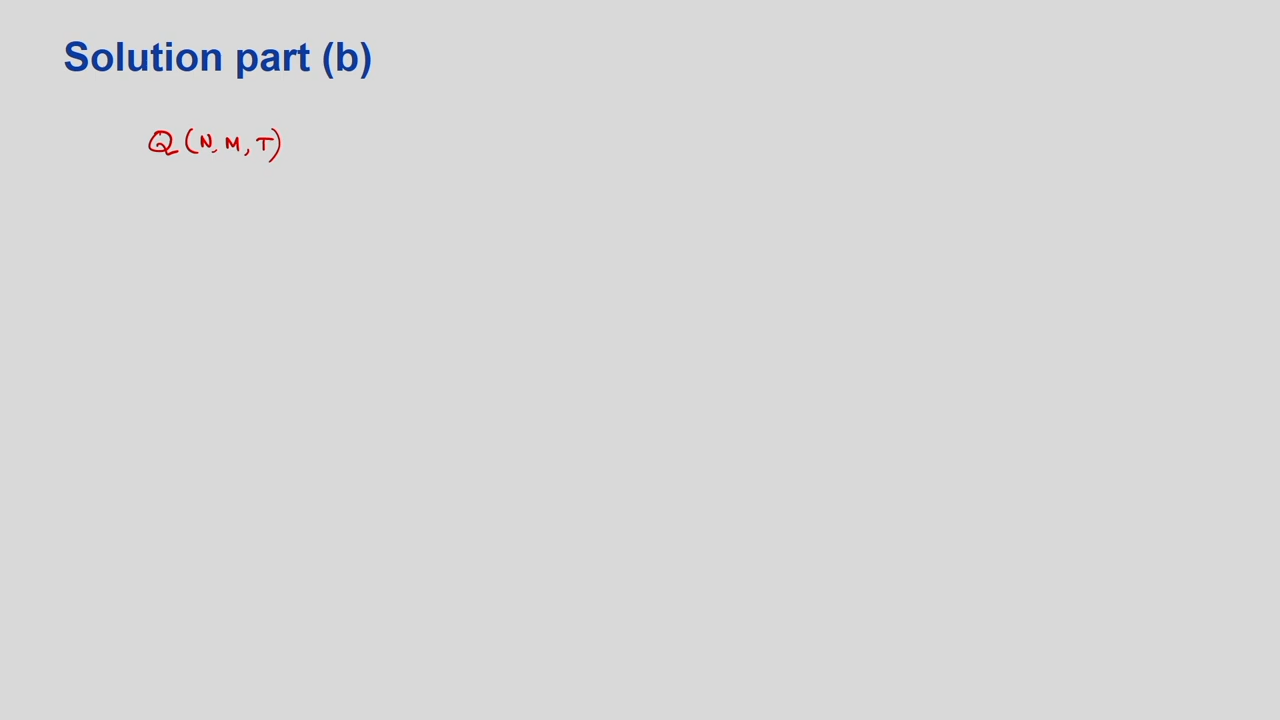 Solution part (b)
Q (N, M, T)